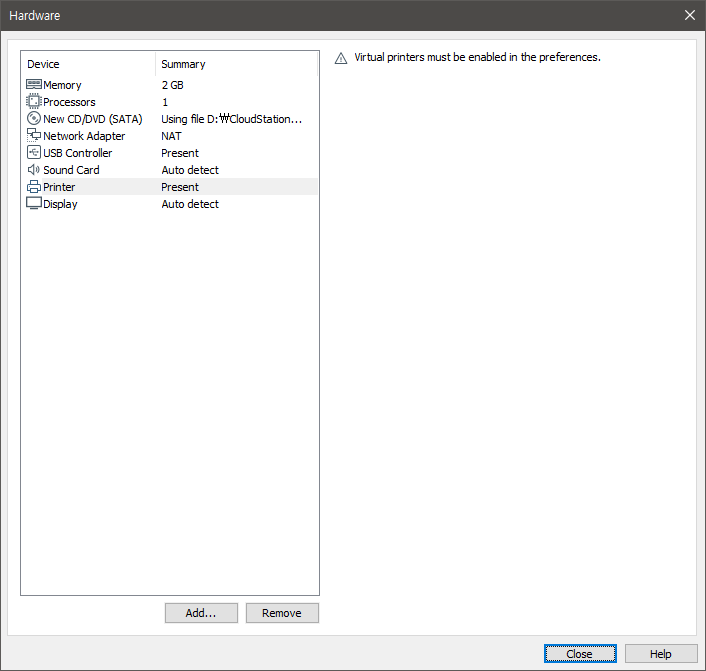 Hardware
Virtual printers must be enabled in the preferences.
Device Summary
Memory 2 GB
Processors 1
New CD/DVD (SATA) Using file D:₩CloudStation...
Network Adapter NAT
USB Controller Present
Sound Card Auto detect
Printer Present
Display Auto detect
Add... Remove
Close Help